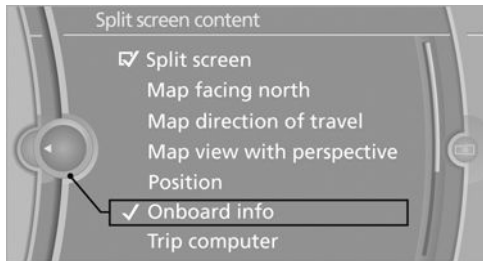 Split screen content
Split screen
Map facing north
Map direction of travel
Map view with perspective
Position
Onboard info
Trip computer